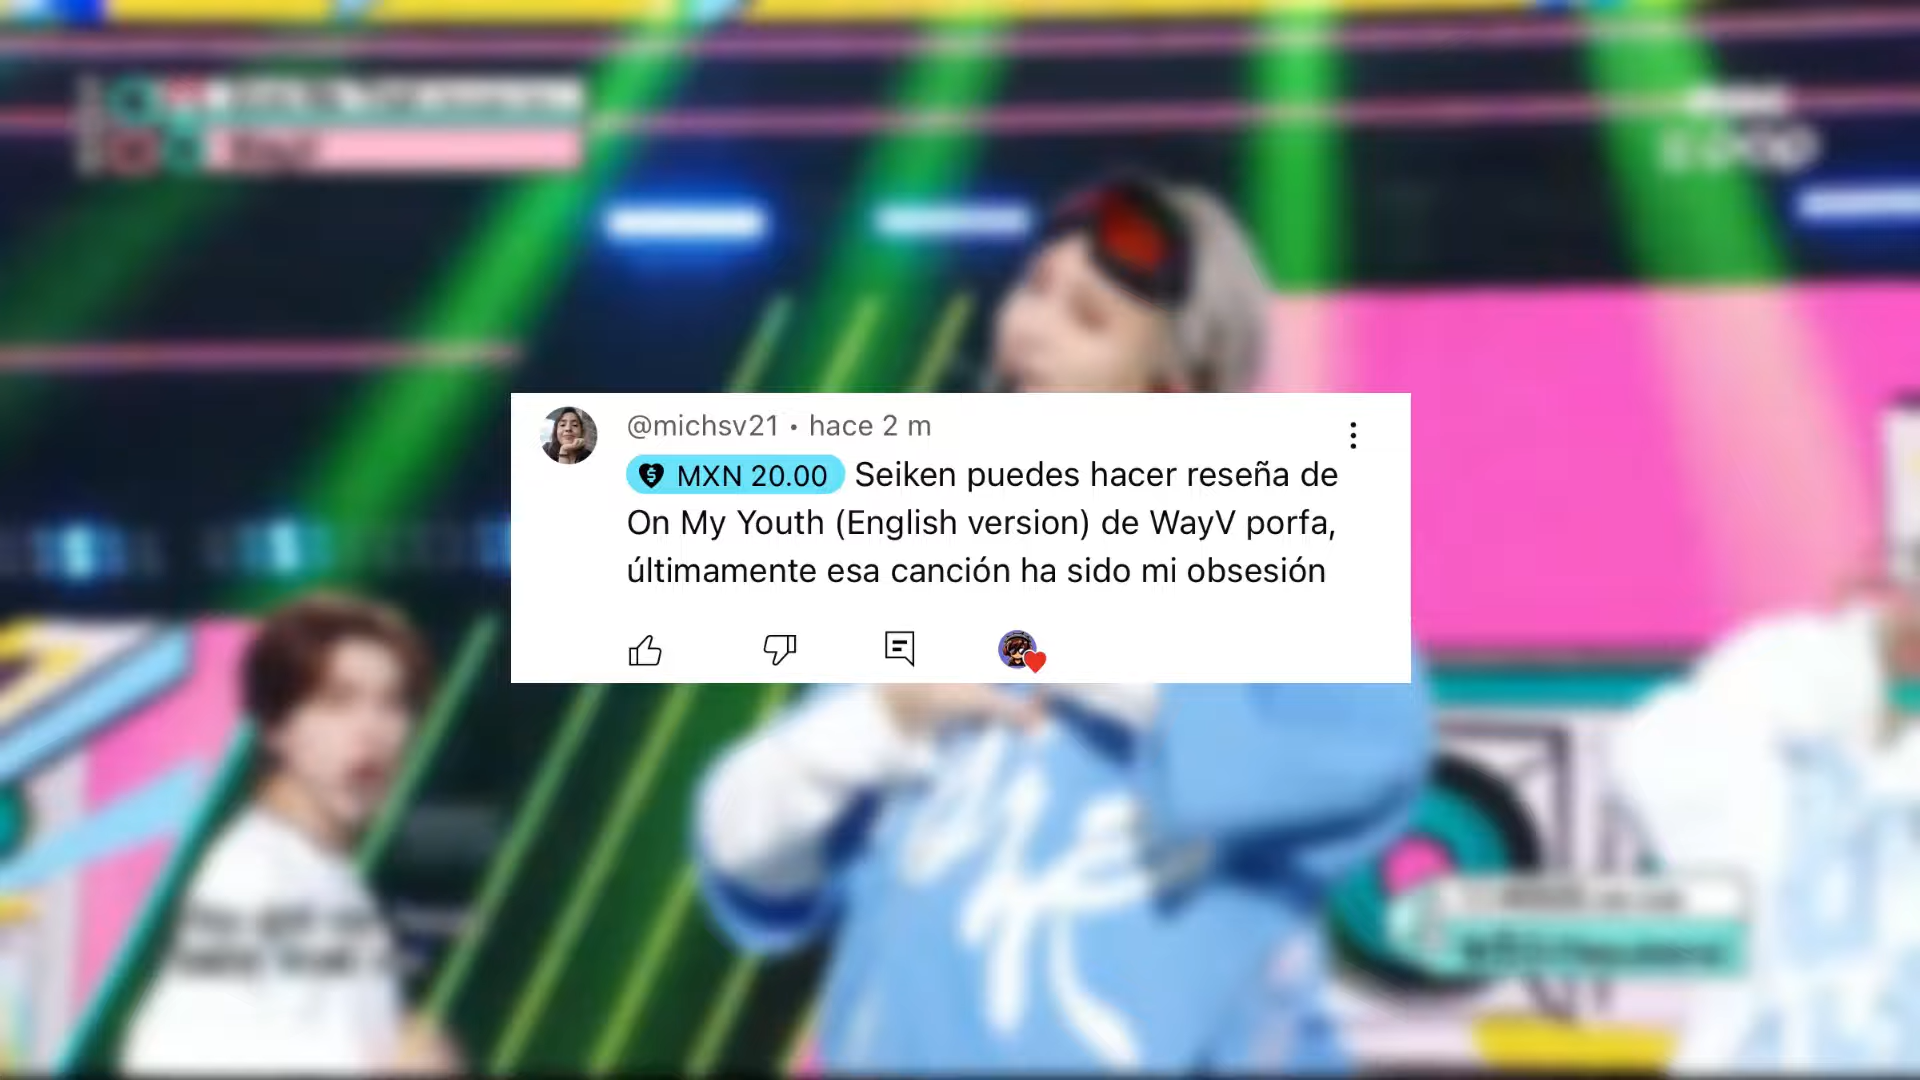 @michsv21 • hace 2 m
MXN 20.00 Seiken puedes hacer reseña de
On My Youth (English version) de WayV porfa,
últimamente esa canción ha sido mi obsesión